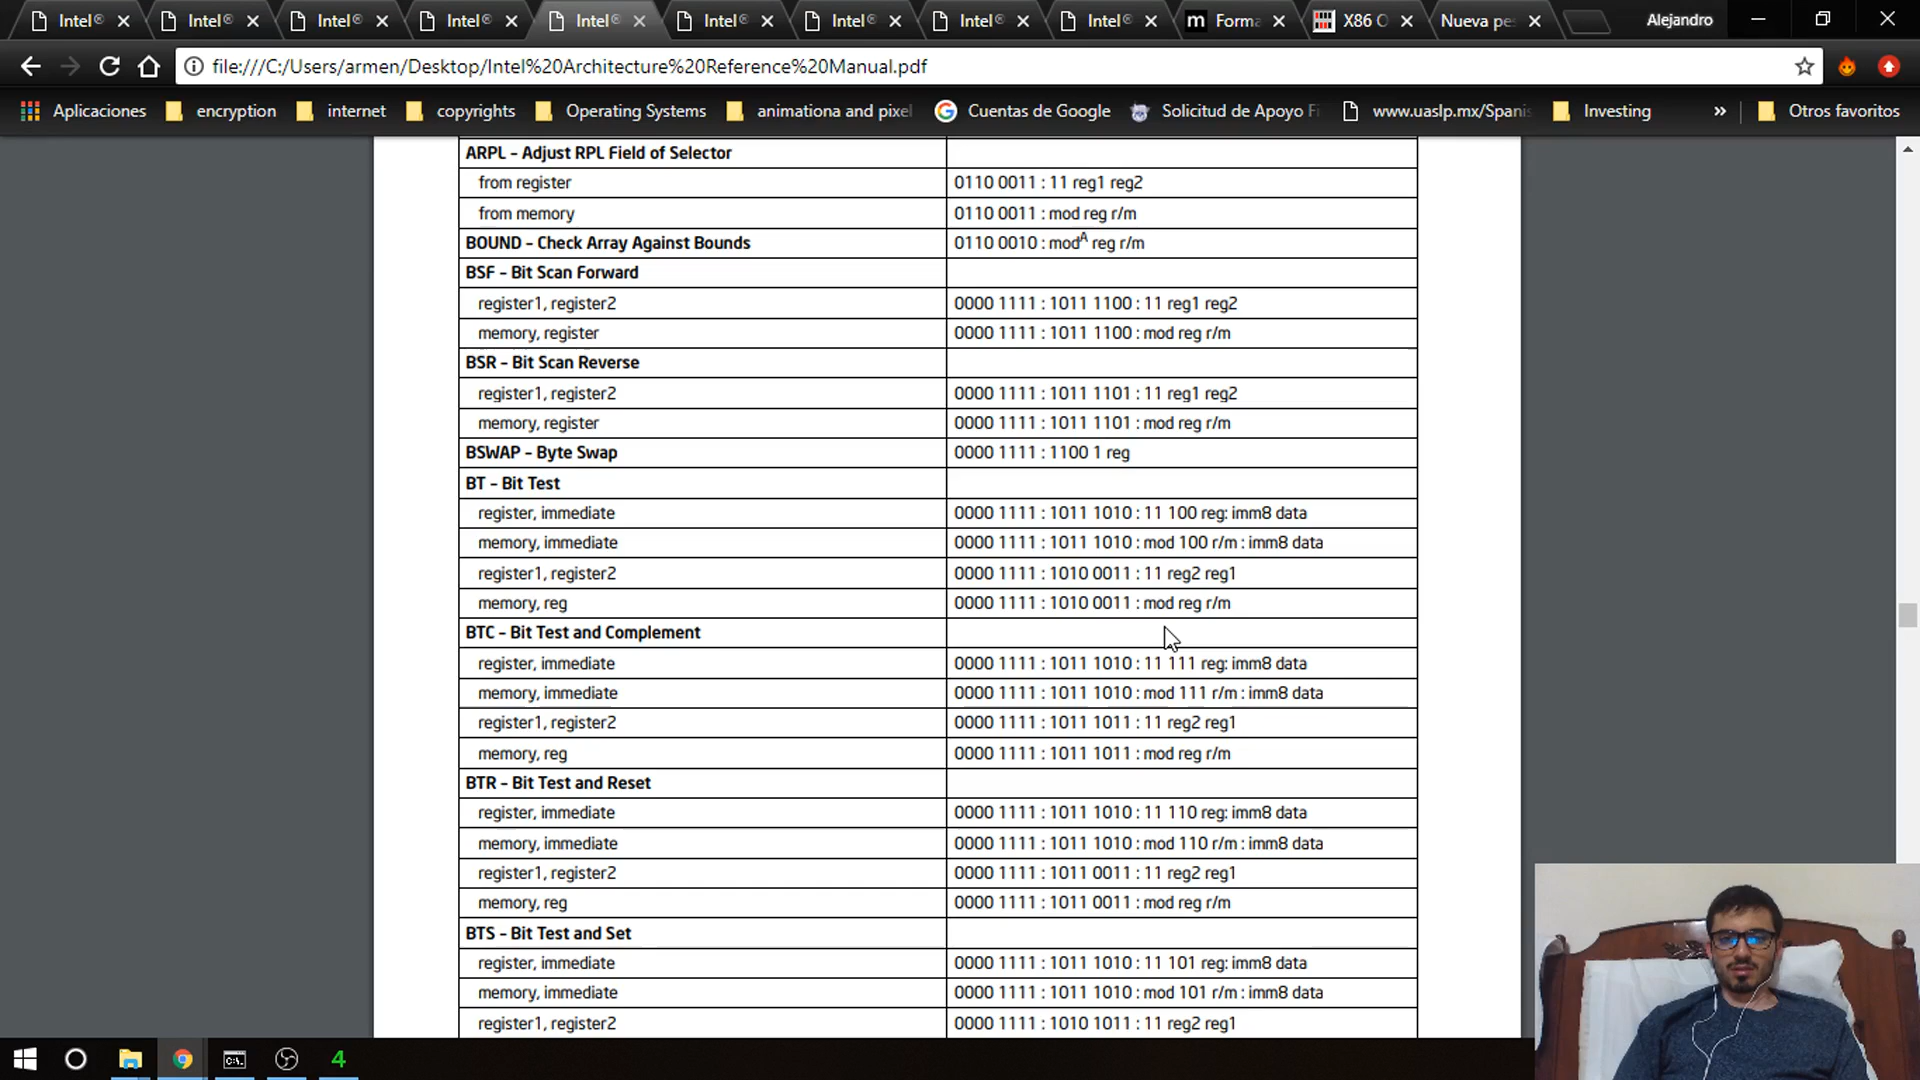 Intel® Intel® Intel® Intel® Intel® Intel® Intel® Intel® Intel® m Forma X86 O Nueva pe Alejandro
file:///C:/Users/armen/Desktop/Intel%20Architecture%20Reference%20Manual.pdf
Aplicaciones encryption internet copyrights Operating Systems animationa and pixel Cuentas de Google Solicitud de Apoyo Fi www.uaslp.mx/Spanis Investing » Otros favoritos
ARPL – Adjust RPL Field of Selector
from register 0110 0011 : 11 reg1 reg2
from memory 0110 0011 : mod reg r/m
BOUND – Check Array Against Bounds 0110 0010 : modA reg r/m
BSF – Bit Scan Forward
register1, register2 0000 1111 : 1011 1100 : 11 reg1 reg2
memory, register 0000 1111 : 1011 1100 : mod reg r/m
BSR – Bit Scan Reverse
register1, register2 0000 1111 : 1011 1101 : 11 reg1 reg2
memory, register 0000 1111 : 1011 1101 : mod reg r/m
BSWAP – Byte Swap 0000 1111 : 1100 1 reg
BT – Bit Test
register, immediate 0000 1111 : 1011 1010 : 11 100 reg: imm8 data
memory, immediate 0000 1111 : 1011 1010 : mod 100 r/m : imm8 data
register1, register2 0000 1111 : 1010 0011 : 11 reg2 reg1
memory, reg 0000 1111 : 1010 0011 : mod reg r/m
BTC – Bit Test and Complement
register, immediate 0000 1111 : 1011 1010 : 11 111 reg: imm8 data
memory, immediate 0000 1111 : 1011 1010 : mod 111 r/m : imm8 data
register1, register2 0000 1111 : 1011 1011 : 11 reg2 reg1
memory, reg 0000 1111 : 1011 1011 : mod reg r/m
BTR – Bit Test and Reset
register, immediate 0000 1111 : 1011 1010 : 11 110 reg: imm8 data
memory, immediate 0000 1111 : 1011 1010 : mod 110 r/m : imm8 data
register1, register2 0000 1111 : 1011 0011 : 11 reg2 reg1
memory, reg 0000 1111 : 1011 0011 : mod reg r/m
BTS – Bit Test and Set
register, immediate 0000 1111 : 1011 1010 : 11 101 reg: imm8 data
memory, immediate 0000 1111 : 1011 1010 : mod 101 r/m : imm8 data
register1, register2 0000 1111 : 1010 1011 : 11 reg2 reg1
4